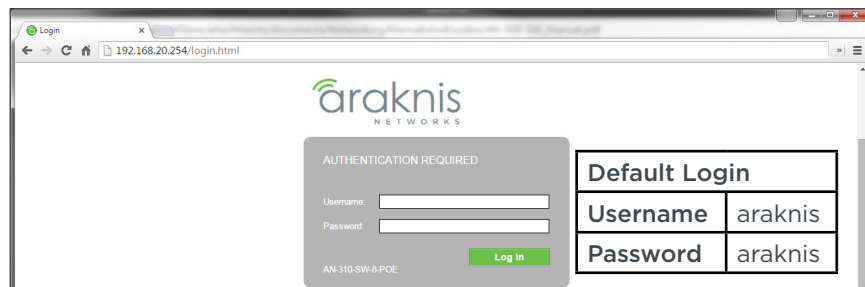 Login
192.168.20.254/login.html
araknis
NETWORKS
AUTHENTICATION REQUIRED
Username:
Password:
Log In
AN-310-SW-8-POE
Default Login
Username araknis
Password araknis